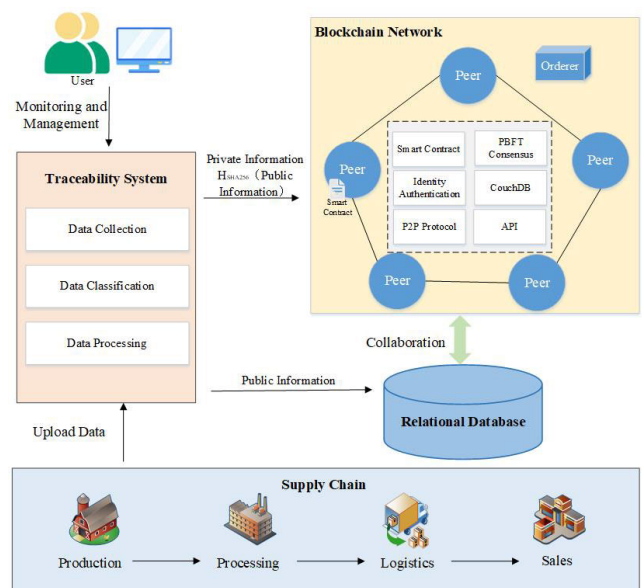 User
Monitoring and
Management
Traceability System
Data Collection
Data Classification
Data Processing
Upload Data
Private Information
HSHA256（Public
Information）
Public Information
Blockchain Network
Orderer
Peer
Peer
Peer
Peer
Peer
Smart
Contract
Smart Contract
PBFT
Consensus
Identity
Authentication
CouchDB
P2P Protocol
API
Collaboration
Relational Database
Supply Chain
Production
Processing
Logistics
Sales